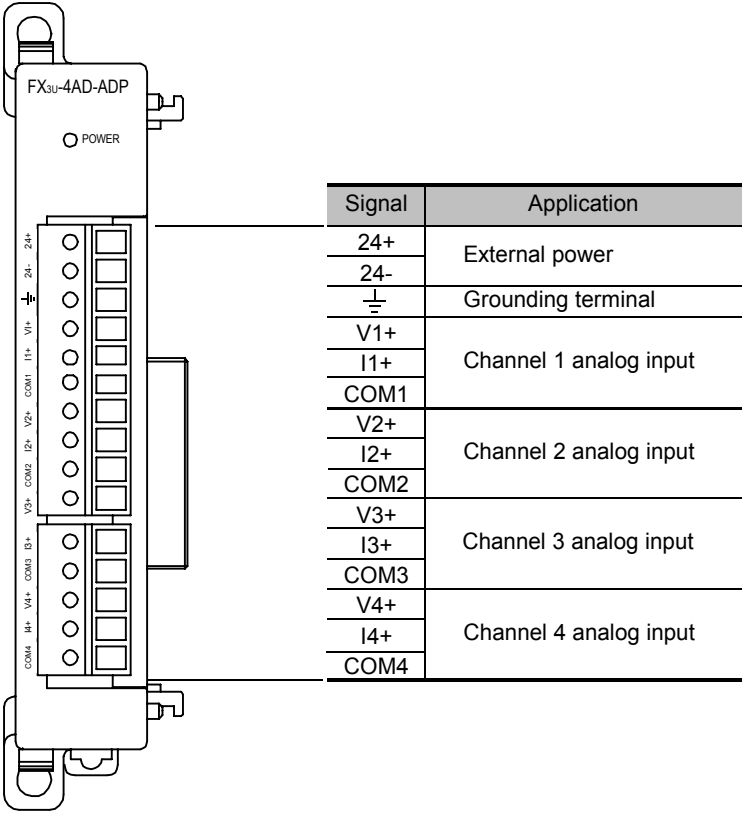 FX3U-4AD-ADP
POWER
24+
24-
VI+
I1+
COM1
V2+
I2+
COM2
V3+
I3+
COM3
V4+
I4+
COM4
Signal Application
24+ External power
24-
Grounding terminal
V1+
I1+ Channel 1 analog input
COM1
V2+
I2+ Channel 2 analog input
COM2
V3+
I3+ Channel 3 analog input
COM3
V4+
I4+ Channel 4 analog input
COM4